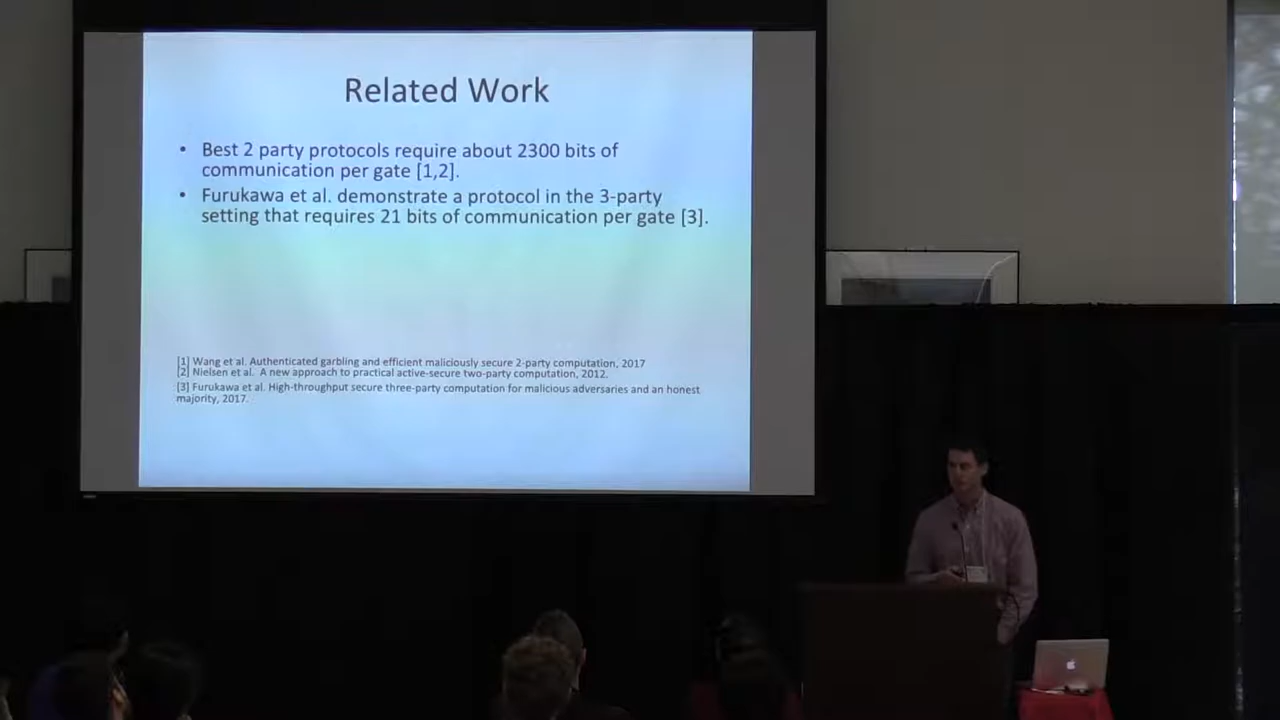 Related Work
• Best 2 party protocols require about 2300 bits of
communication per gate [1,2].
• Furukawa et al. demonstrate a protocol in the 3-party
setting that requires 21 bits of communication per gate [3].
[1] Wang et al. Authenticated garbling and efficient maliciously secure 2-party computation, 2017
[2] Nielsen et al. A new approach to practical active-secure two-party computation, 2012.
[3] Furukawa et al. High-throughput secure three-party computation for malicious adversaries and an honest
majority, 2017.